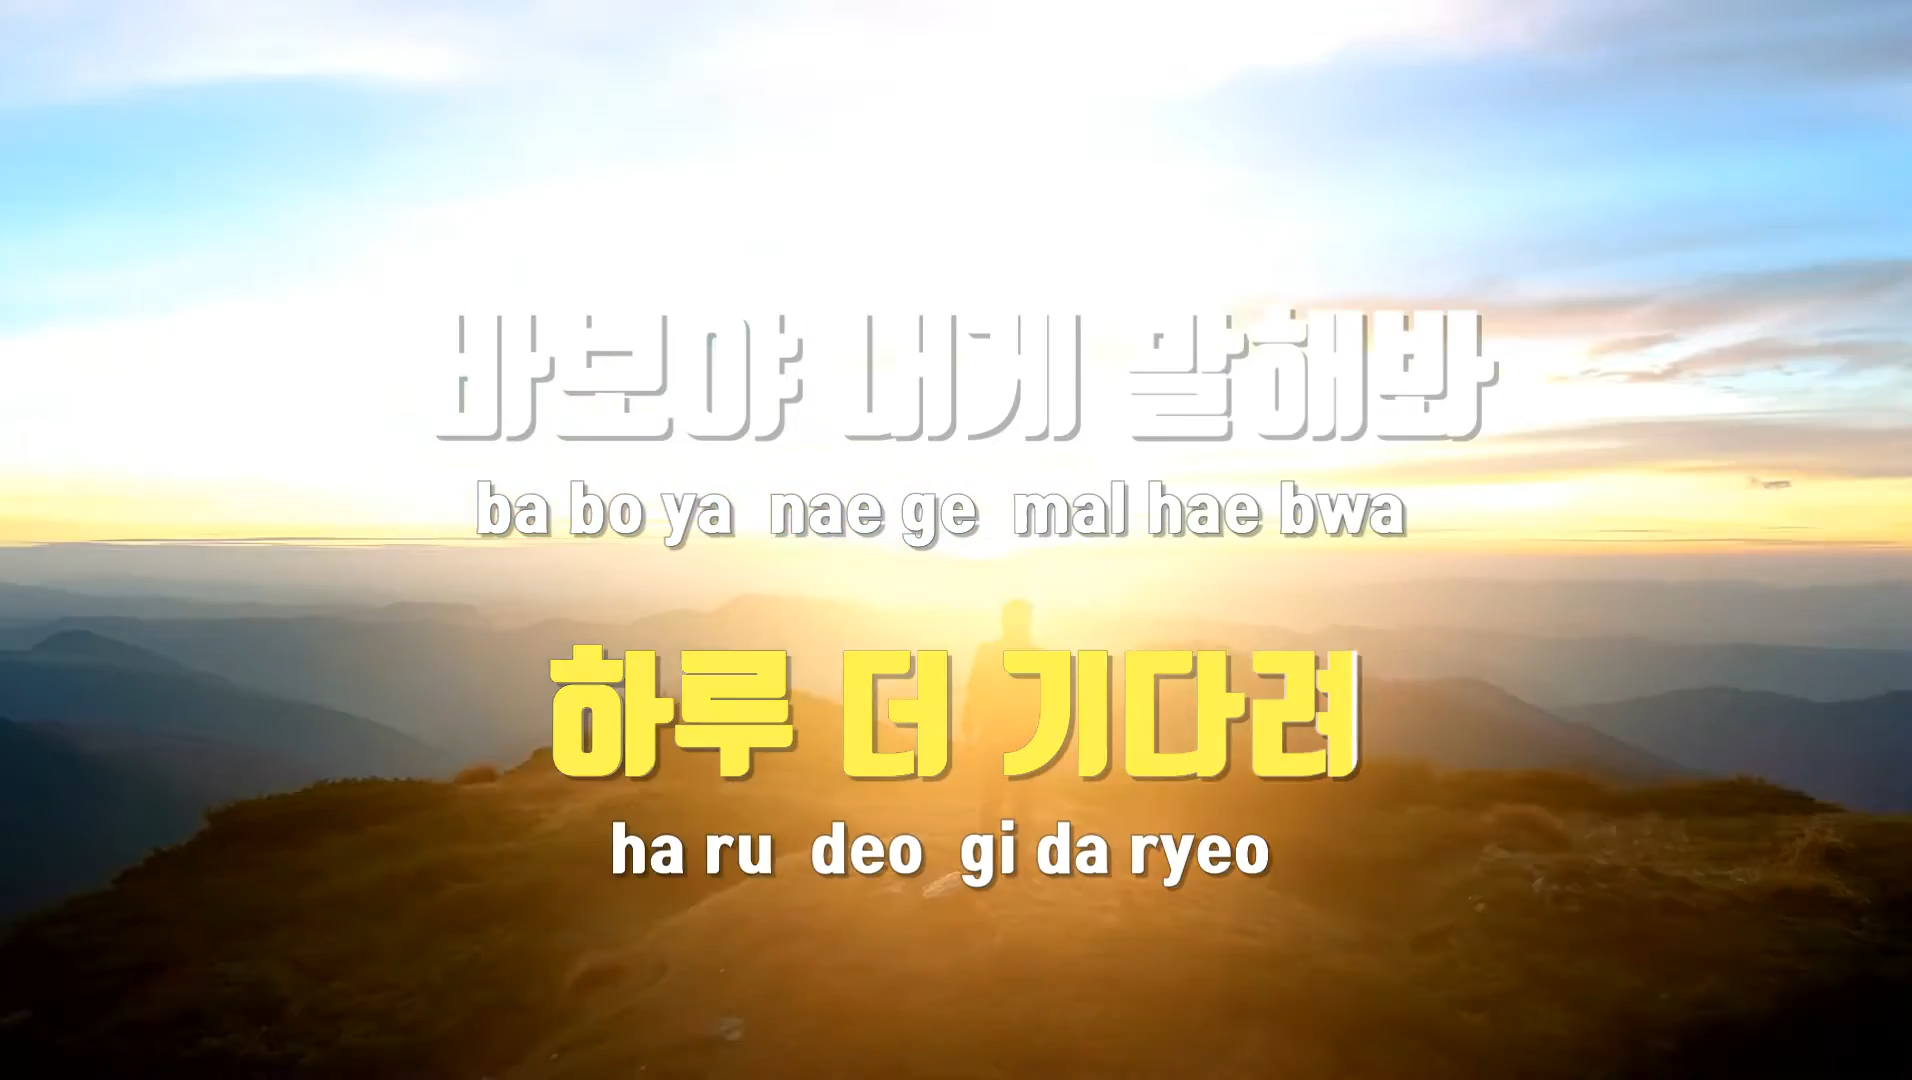 바보야 내게 말해봐
ba bo ya nae ge mal hae bwa
하루 더 기다려
ha ru deo gi da ryeo